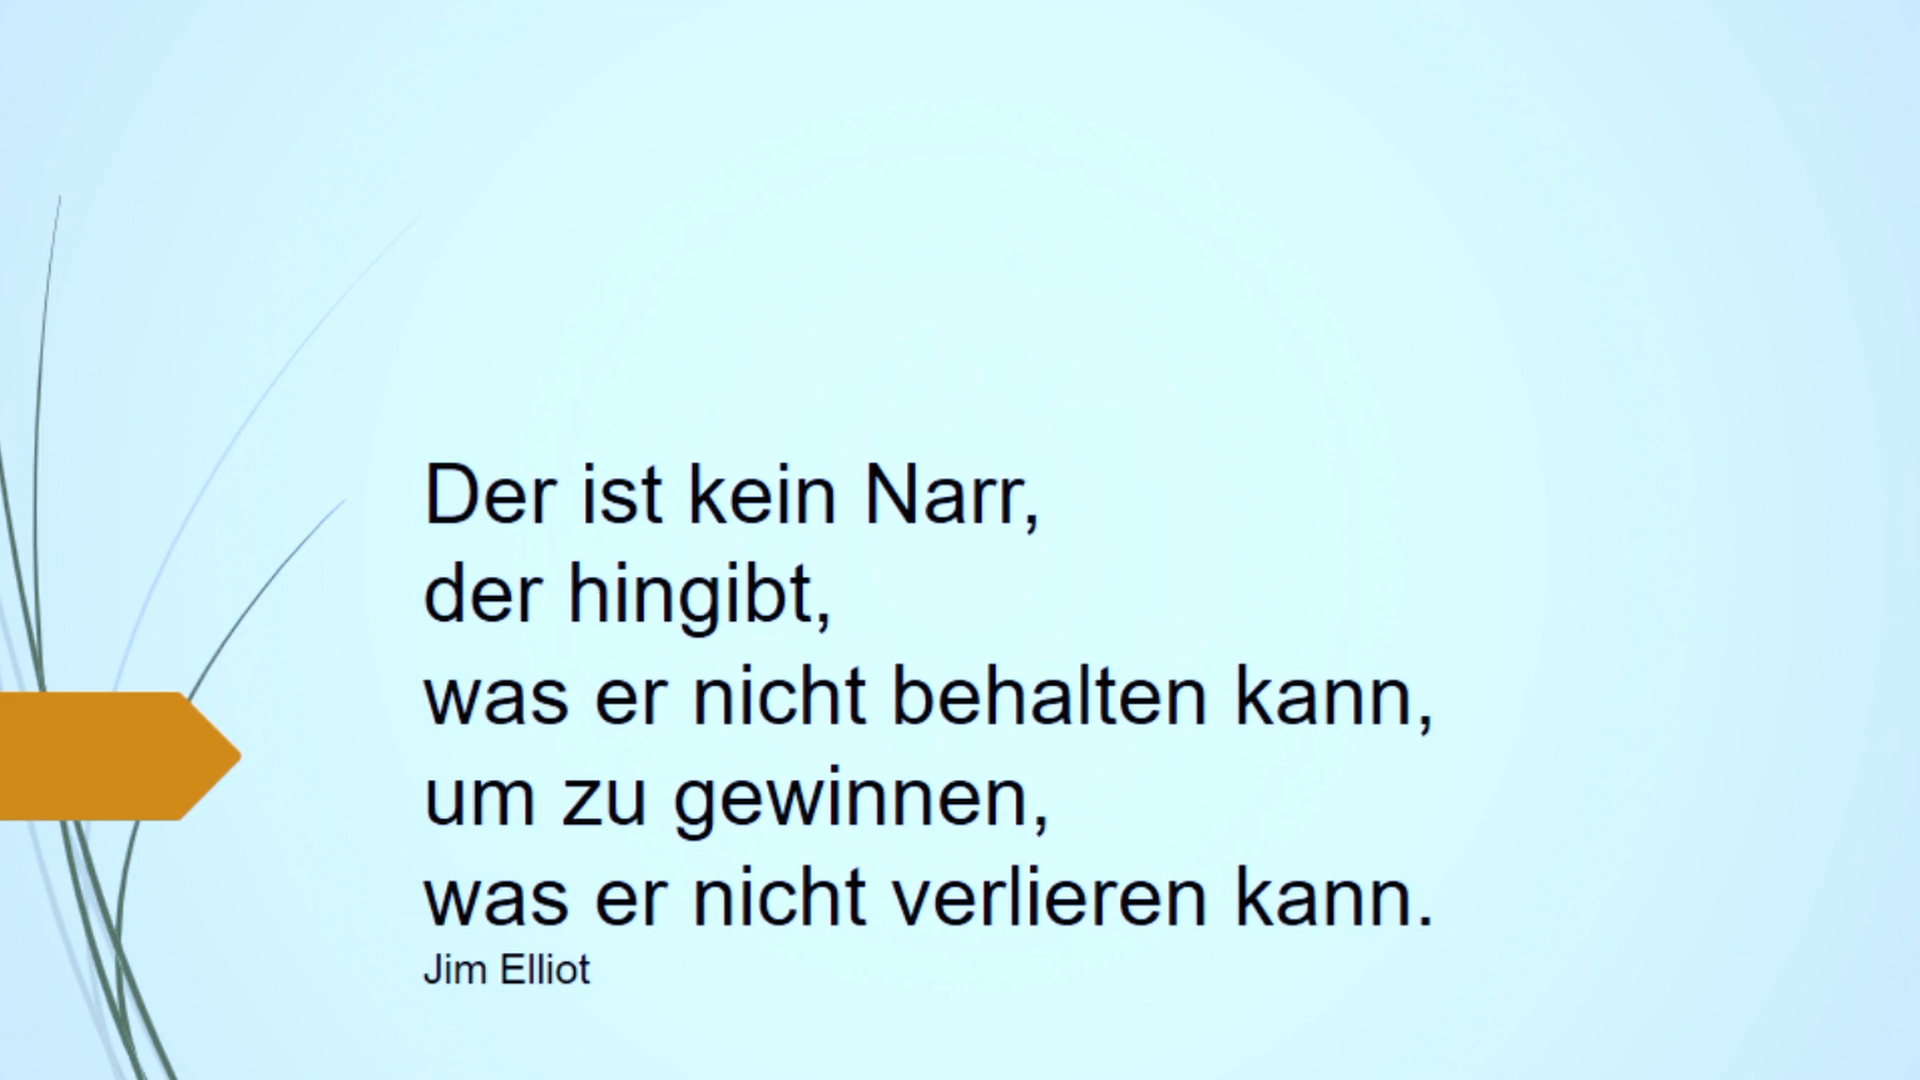 Der ist kein Narr,
der hingibt,
was er nicht behalten kann,
um zu gewinnen,
was er nicht verlieren kann.
Jim Elliot